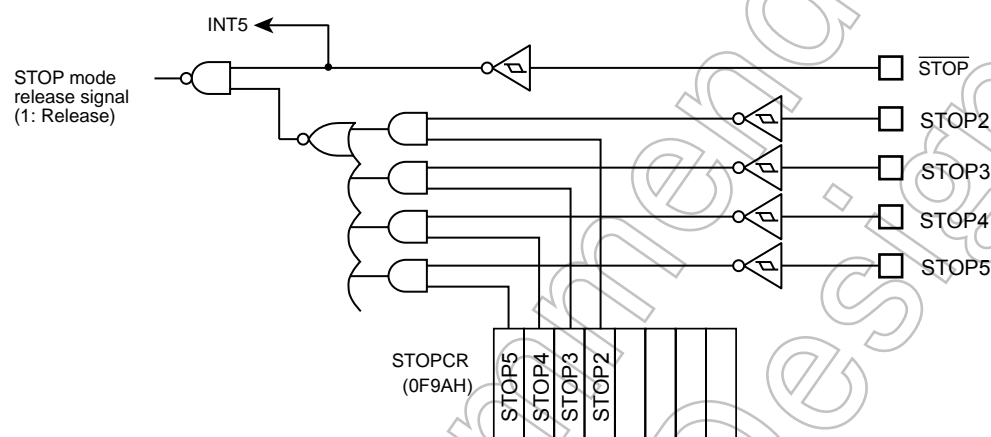 INT5
STOP mode
release signal
(1: Release)
STOP
STOP2
STOP3
STOP4
STOP5
STOPCR
(0F9AH)
STOP5
STOP4
STOP3
STOP2